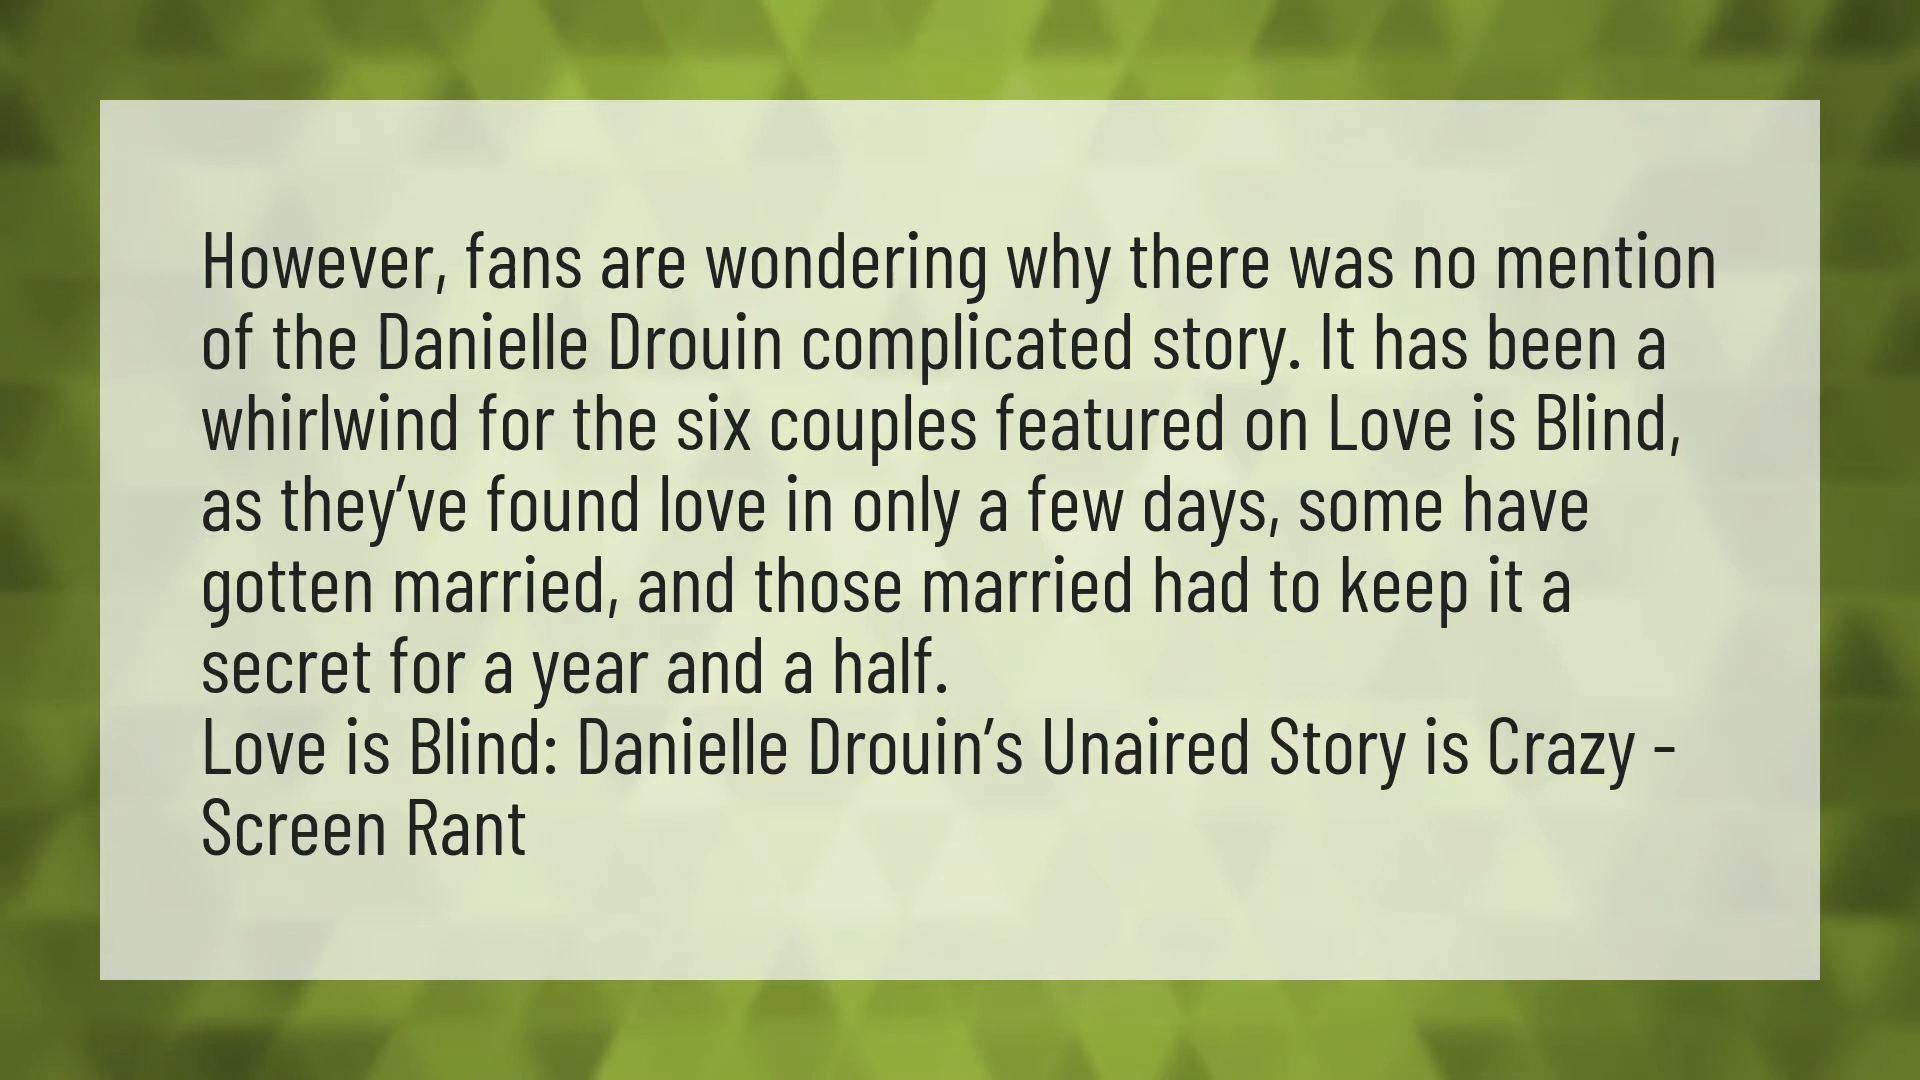 However, fans are wondering why there was no mention
of the Danielle Drouin complicated story. It has been a
whirlwind for the six couples featured on Love is Blind,
as they’ve found love in only a few days, some have
gotten married, and those married had to keep it a
secret for a year and a half.
Love is Blind: Danielle Drouin’s Unaired Story is Crazy -
Screen Rant